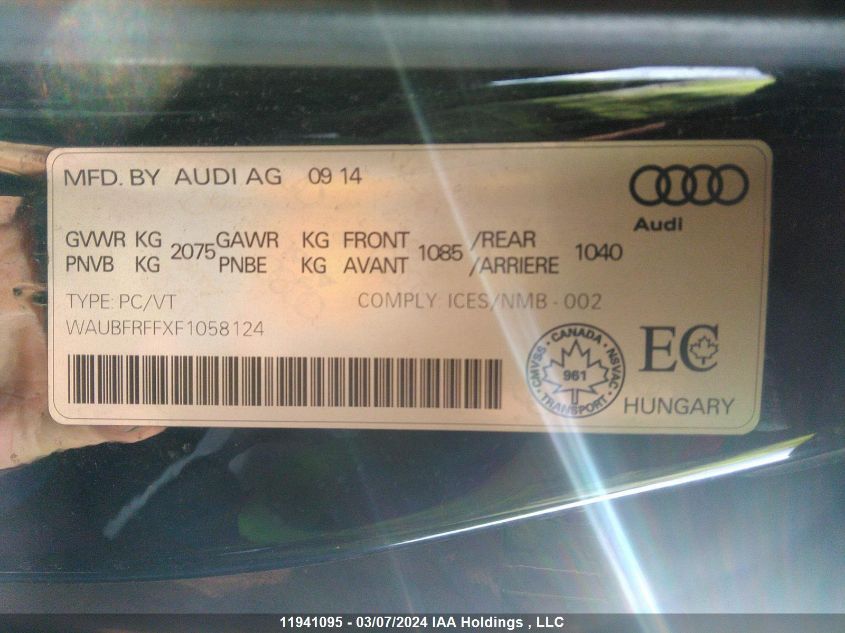 MFD. BY AUDI AG 09 14
Audi
GVWR KG 2075 GAWR KG FRONT 1085 /REAR 1040
PNVB KG PNBE KG AVANT /ARRIERE
TYPE: PC/VT COMPLY: ICES/NMB - 002
WAUBFRFFXF1058124
CANADA
CMVSS
NSVAC
961
TRANSPORT
EC
HUNGARY
11941095 - 03/07/2024 IAA Holdings , LLC